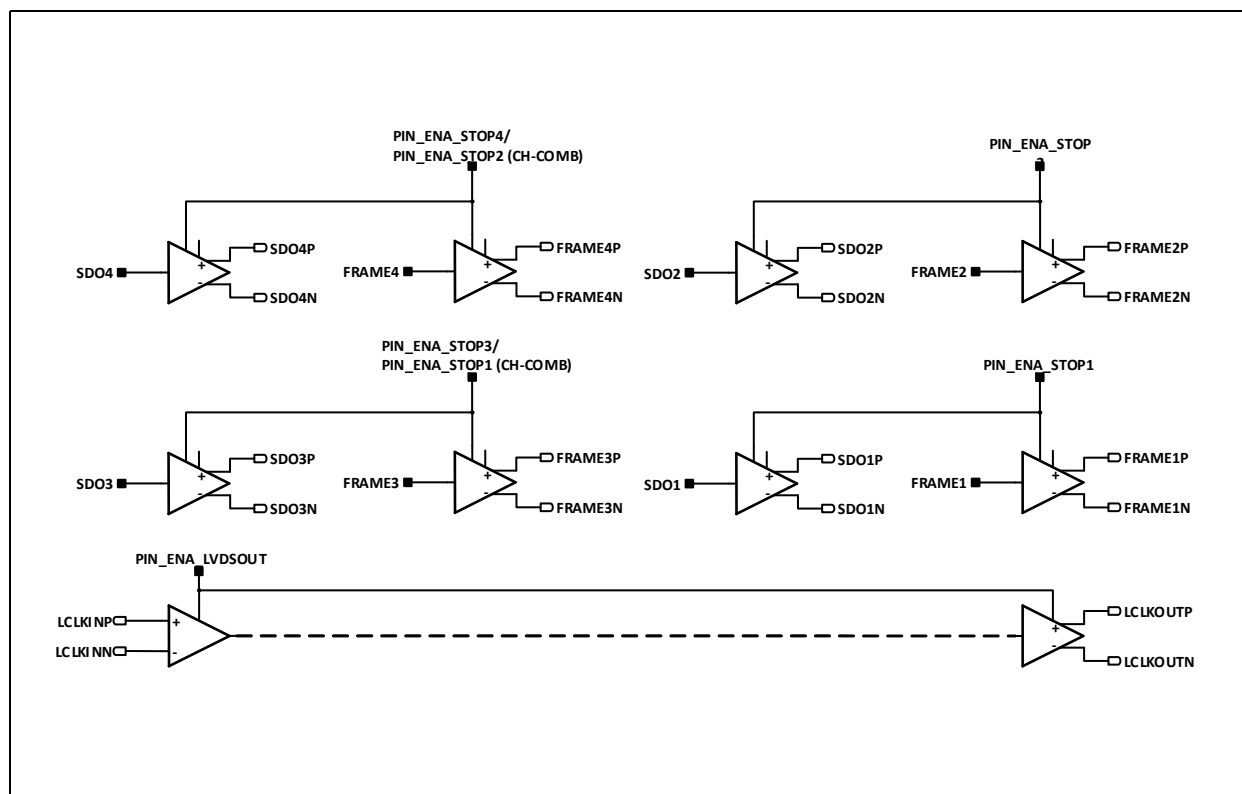 PIN_ENA_STOP4/
PIN_ENA_STOP2 (CH-COMB)
PIN_ENA_STOP
2
SDO4
+
-
SDO4P
SDO4N
FRAME4
+
-
FRAME4P
FRAME4N
SDO2
+
-
SDO2P
SDO2N
FRAME2
+
-
FRAME2P
FRAME2N
PIN_ENA_STOP3/
PIN_ENA_STOP1 (CH-COMB)
PIN_ENA_STOP1
SDO3
+
-
SDO3P
SDO3N
FRAME3
+
-
FRAME3P
FRAME3N
SDO1
+
-
SDO1P
SDO1N
FRAME1
+
-
FRAME1P
FRAME1N
PIN_ENA_LVDSOUT
LCLKINP
LCLKINN
+
-
+
-
LCLKOUTP
LCLKOUTN